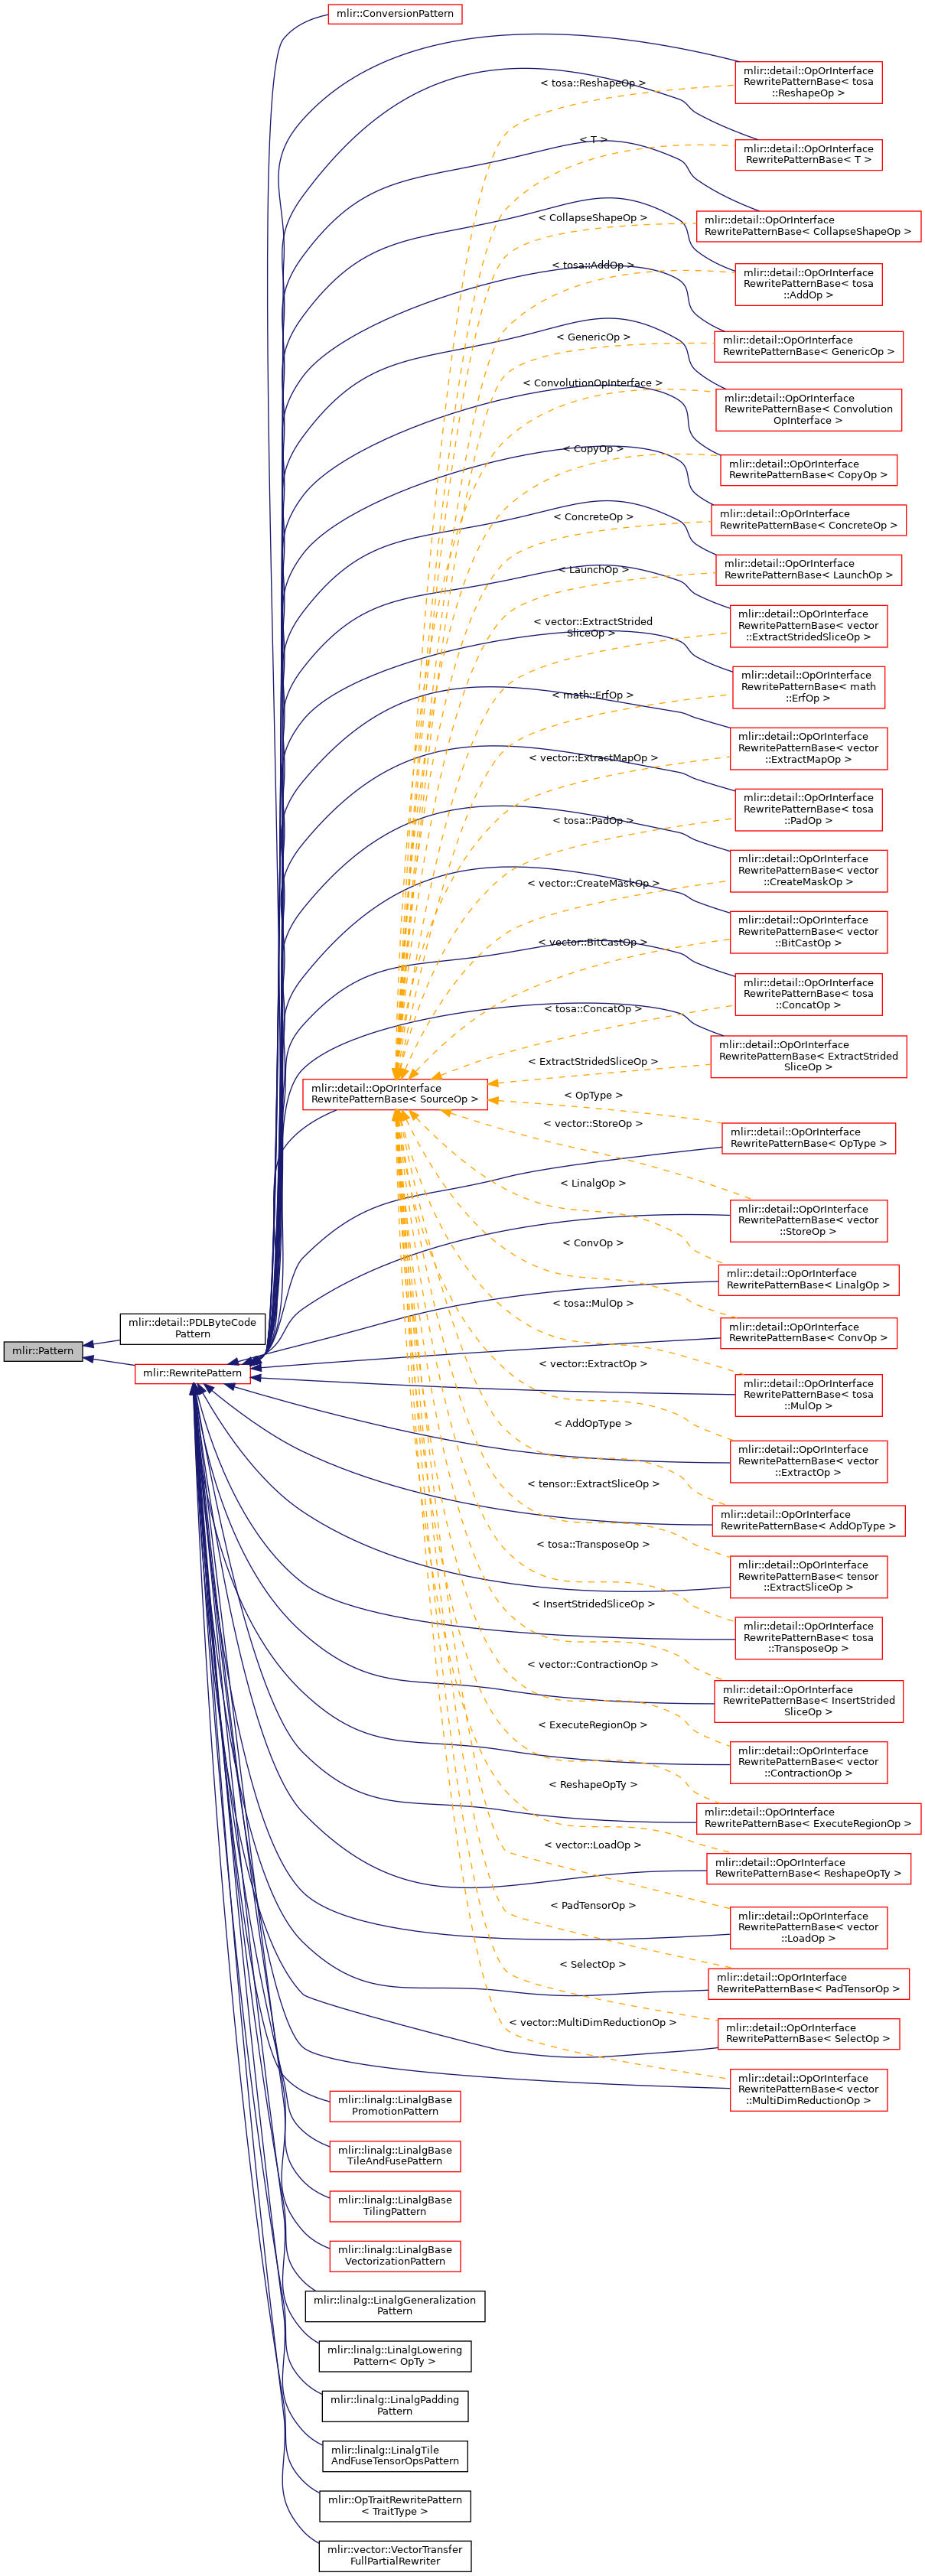 mlir::ConversionPattern
mlir::detail::OpOrInterface
RewritePatternBase< tosa
::ReshapeOp >
< tosa::ReshapeOp >
mlir::detail::OpOrInterface
RewritePatternBase< T >
< T >
mlir::detail::OpOrInterface
RewritePatternBase< CollapseShapeOp >
< CollapseShapeOp >
mlir::detail::OpOrInterface
RewritePatternBase< tosa
::AddOp >
< tosa::AddOp >
mlir::detail::OpOrInterface
RewritePatternBase< GenericOp >
< GenericOp >
mlir::detail::OpOrInterface
RewritePatternBase< Convolution
OpInterface >
< ConvolutionOpInterface >
mlir::detail::OpOrInterface
RewritePatternBase< CopyOp >
< CopyOp >
mlir::detail::OpOrInterface
RewritePatternBase< ConcreteOp >
< ConcreteOp >
mlir::detail::OpOrInterface
RewritePatternBase< LaunchOp >
< LaunchOp >
mlir::detail::OpOrInterface
RewritePatternBase< vector
::ExtractStridedSliceOp >
< vector::ExtractStrided
SliceOp >
mlir::detail::OpOrInterface
RewritePatternBase< math
::ErfOp >
< math::ErfOp >
mlir::detail::OpOrInterface
RewritePatternBase< vector
::ExtractMapOp >
< vector::ExtractMapOp >
mlir::detail::OpOrInterface
RewritePatternBase< tosa
::PadOp >
< tosa::PadOp >
mlir::detail::OpOrInterface
RewritePatternBase< vector
::CreateMaskOp >
< vector::CreateMaskOp >
mlir::detail::OpOrInterface
RewritePatternBase< vector
::BitCastOp >
< vector::BitCastOp >
mlir::detail::OpOrInterface
RewritePatternBase< tosa
::ConcatOp >
< tosa::ConcatOp >
mlir::detail::OpOrInterface
RewritePatternBase< ExtractStrided
SliceOp >
< ExtractStridedSliceOp >
mlir::detail::OpOrInterface
RewritePatternBase< SourceOp >
< OpType >
mlir::detail::OpOrInterface
RewritePatternBase< OpType >
< vector::StoreOp >
mlir::detail::OpOrInterface
RewritePatternBase< vector
::StoreOp >
< LinalgOp >
mlir::detail::OpOrInterface
RewritePatternBase< LinalgOp >
< ConvOp >
mlir::detail::OpOrInterface
RewritePatternBase< ConvOp >
< tosa::MulOp >
mlir::detail::PDLByteCode
Pattern
mlir::Pattern
mlir::RewritePattern
mlir::detail::OpOrInterface
RewritePatternBase< tosa
::MulOp >
< vector::ExtractOp >
mlir::detail::OpOrInterface
RewritePatternBase< vector
::ExtractOp >
< AddOpType >
mlir::detail::OpOrInterface
RewritePatternBase< AddOpType >
< tensor::ExtractSliceOp >
mlir::detail::OpOrInterface
RewritePatternBase< tensor
::ExtractSliceOp >
< tosa::TransposeOp >
mlir::detail::OpOrInterface
RewritePatternBase< tosa
::TransposeOp >
< InsertStridedSliceOp >
mlir::detail::OpOrInterface
RewritePatternBase< InsertStrided
SliceOp >
< vector::ContractionOp >
mlir::detail::OpOrInterface
RewritePatternBase< vector
::ContractionOp >
< ExecuteRegionOp >
mlir::detail::OpOrInterface
RewritePatternBase< ExecuteRegionOp >
< ReshapeOpTy >
mlir::detail::OpOrInterface
RewritePatternBase< ReshapeOpTy >
< vector::LoadOp >
mlir::detail::OpOrInterface
RewritePatternBase< vector
::LoadOp >
< PadTensorOp >
mlir::detail::OpOrInterface
RewritePatternBase< PadTensorOp >
< SelectOp >
mlir::detail::OpOrInterface
RewritePatternBase< SelectOp >
< vector::MultiDimReductionOp >
mlir::detail::OpOrInterface
RewritePatternBase< vector
::MultiDimReductionOp >
mlir::linalg::LinalgBase
PromotionPattern
mlir::linalg::LinalgBase
TileAndFusePattern
mlir::linalg::LinalgBase
TilingPattern
mlir::linalg::LinalgBase
VectorizationPattern
mlir::linalg::LinalgGeneralization
Pattern
mlir::linalg::LinalgLowering
Pattern< OpTy >
mlir::linalg::LinalgPadding
Pattern
mlir::linalg::LinalgTile
AndFuseTensorOpsPattern
mlir::OpTraitRewritePattern
< TraitType >
mlir::vector::VectorTransfer
FullPartialRewriter